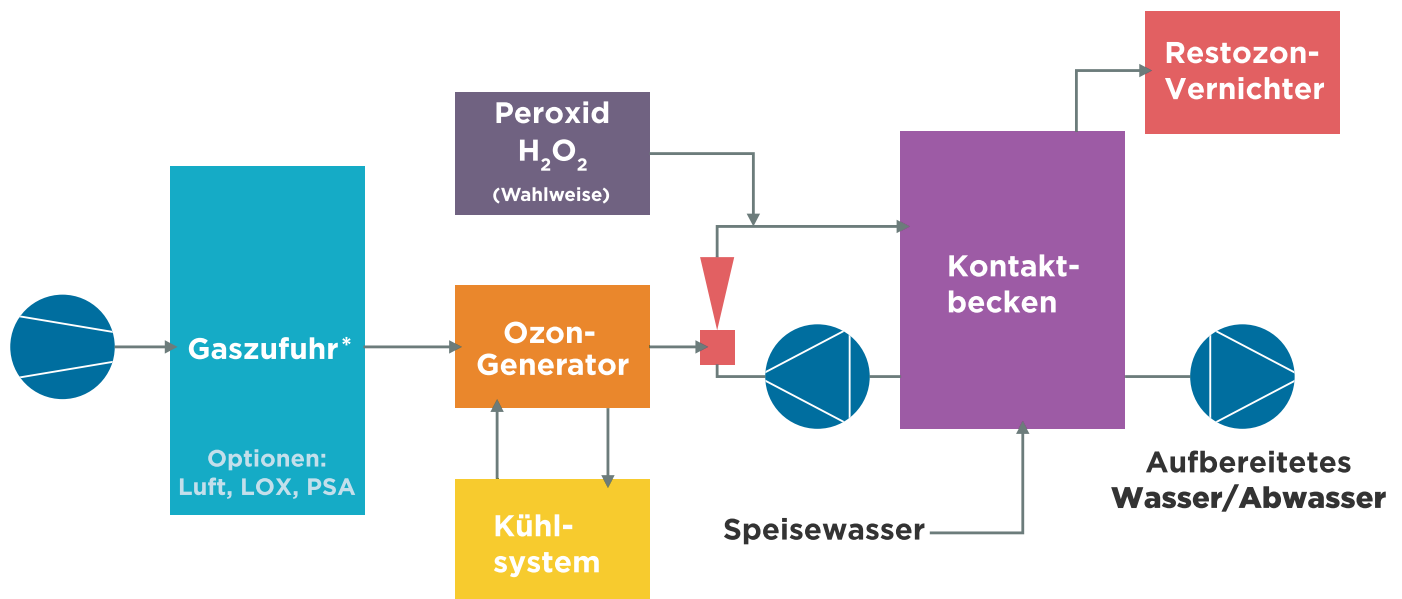 Restozon-
Vernichter
Peroxid
H₂O₂
(Wahlweise)
Gaszufuhr*
Optionen:
Luft, LOX, PSA
Ozon-
Generator
Kühl-
system
Kontakt-
becken
Speisewasser
Aufbereitetes
Wasser/Abwasser